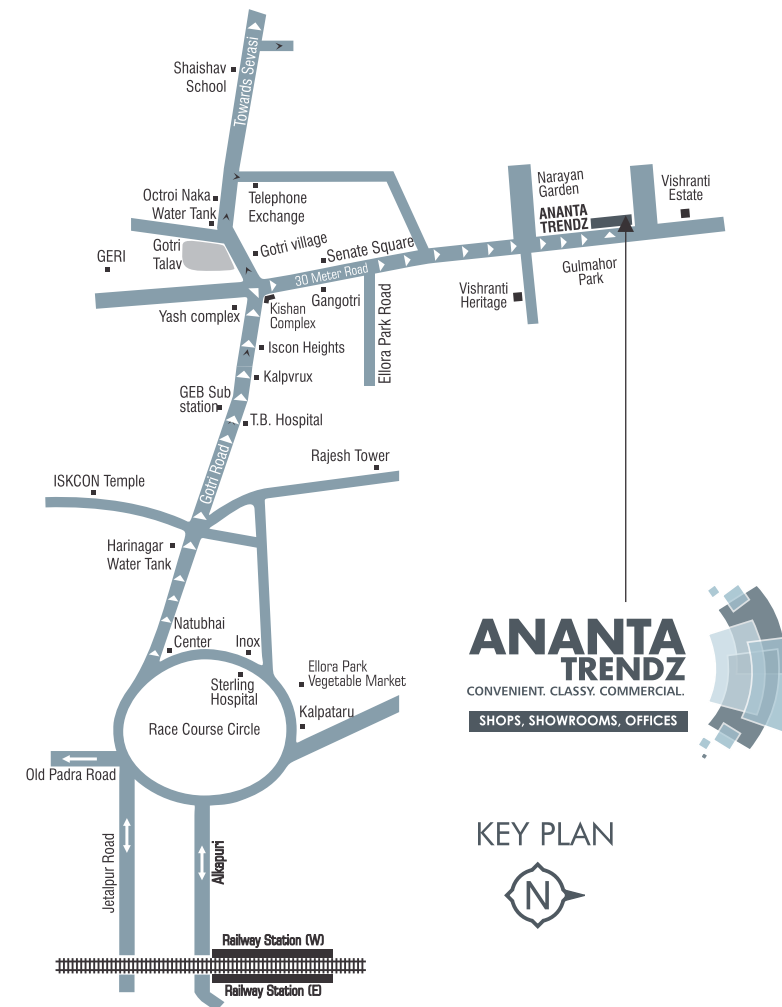 Towards Sevasi
Shaishav
School
Octroi Naka
Water Tank
Telephone
Exchange
Narayan
Garden
Vishranti
Estate
ANANTA
TRENDZ
GERI
Gotri
Talav
Gotri village
Senate Square
30 Meter Road
Gulmahor
Park
Vishranti
Heritage
Yash complex
Kishan
Complex
Gangotri
Ellora Park Road
Iscon Heights
Kalpvrux
GEB Sub
station
T.B. Hospital
Gotri Road
Rajesh Tower
ISKCON Temple
Harinagar
Water Tank
Natubhai
Center
Inox
Sterling
Hospital
Ellora Park
Vegetable Market
Kalpataru
Race Course Circle
Old Padra Road
Jetalpur Road
Alkapuri
Railway Station (W)
Railway Station (E)
ANANTA
TRENDZ
CONVENIENT. CLASSY. COMMERCIAL.
SHOPS, SHOWROOMS, OFFICES
KEY PLAN
N